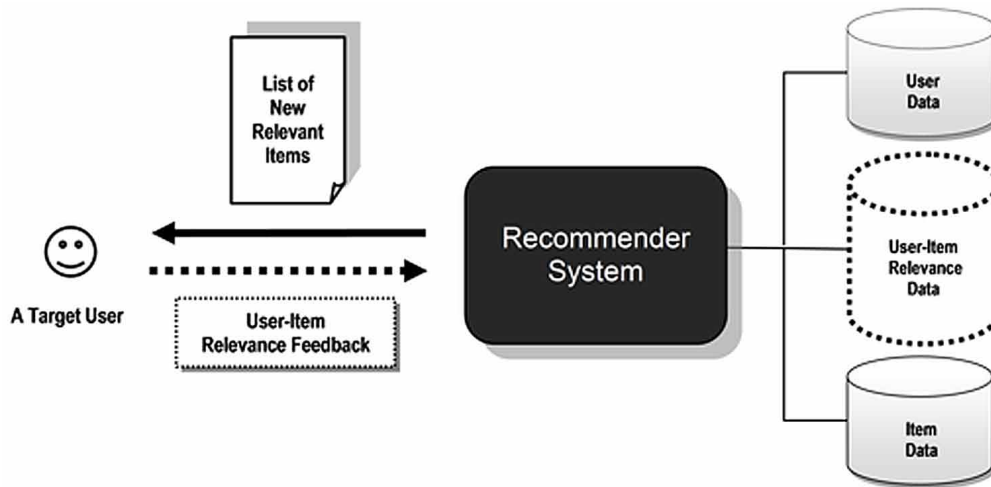 List of
New
Relevant
Items
A Target User
User-Item
Relevance Feedback
Recommender
System
User
Data
User-Item
Relevance
Data
Item
Data